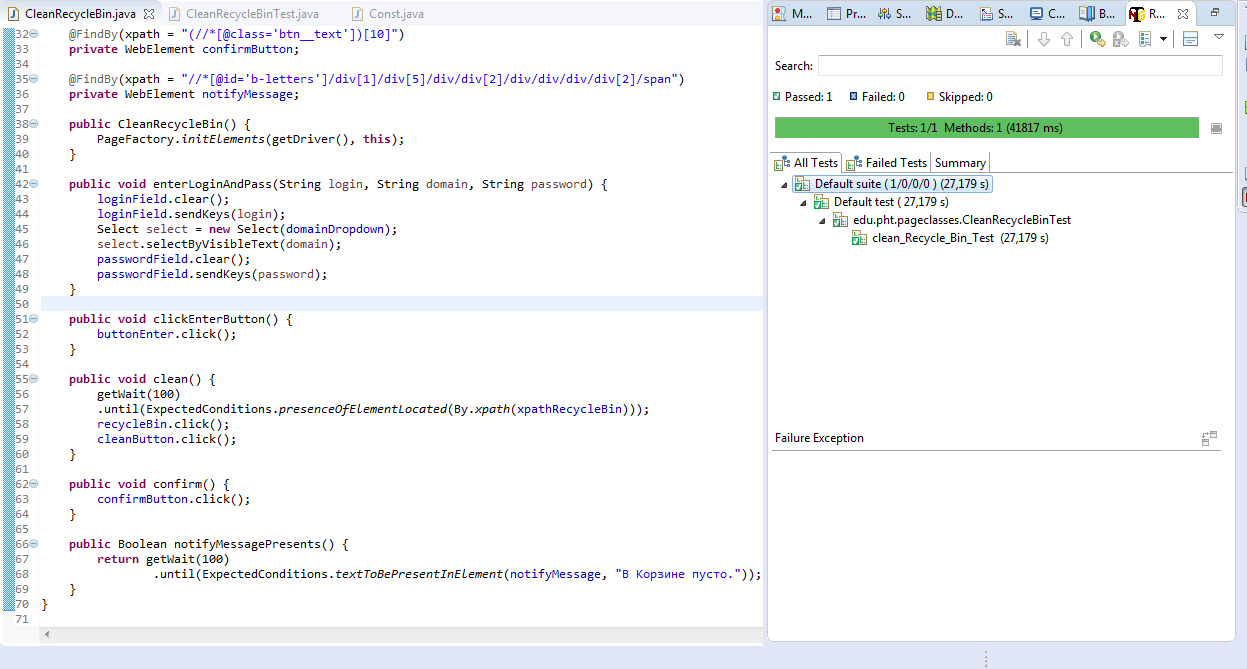 CleanRecycleBin.java
CleanRecycleBinTest.java
Const.java
32 @FindBy(xpath = "(//*[@class='btn__text'])[10]")
33 private WebElement confirmButton;
34
35 @FindBy(xpath = "//*[@id='b-letters']/div[1]/div[5]/div/div[2]/div/div/div/div[2]/span")
36 private WebElement notifyMessage;
37
38 public CleanRecycleBin() {
39 PageFactory.initElements(getDriver(), this);
40 }
41
42 public void enterLoginAndPass(String login, String domain, String password) {
43 loginField.clear();
44 loginField.sendKeys(login);
45 Select select = new Select(domainDropdown);
46 select.selectByVisibleText(domain);
47 passwordField.clear();
48 passwordField.sendKeys(password);
49 }
50
51 public void clickEnterButton() {
52 buttonEnter.click();
53 }
54
55 public void clean() {
56 getWait(100)
57 .until(ExpectedConditions.presenceOfElementLocated(By.xpath(xpathRecycleBin)));
58 recycleBin.click();
59 cleanButton.click();
60 }
61
62 public void confirm() {
63 confirmButton.click();
64 }
65
66 public Boolean notifyMessagePresents() {
67 return getWait(100)
68 .until(ExpectedConditions.textToBePresentInElement(notifyMessage, "В Корзине пусто."));
69 }
70 }
71
M... Pr... S... D... S... C... B... R...
Search:
Passed: 1 Failed: 0 Skipped: 0
Tests: 1/1 Methods: 1 (41817 ms)
All Tests Failed Tests Summary
Default suite ( 1/0/0/0 ) (27,179 s)
Default test ( 27,179 s)
edu.pht.pageclasses.CleanRecycleBinTest
clean_Recycle_Bin_Test (27,179 s)
Failure Exception